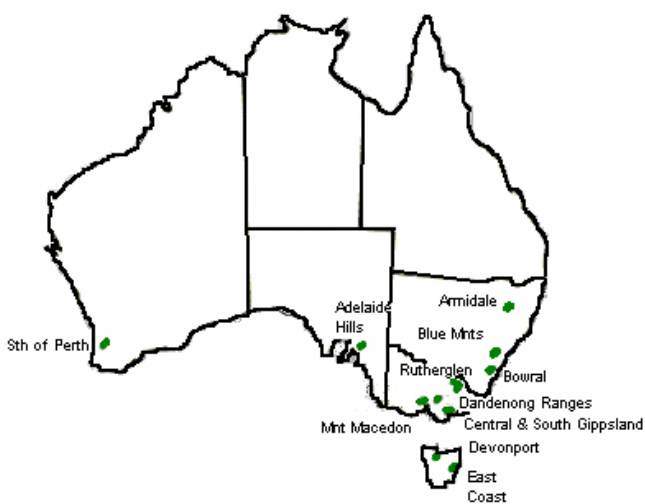 Armidale
Adelaide
Hills
Blue Mnts
Sth of Perth
Rutherglen
Bowral
Dandenong Ranges
Central & South Gippsland
Mnt Macedon
Devonport
East
Coast